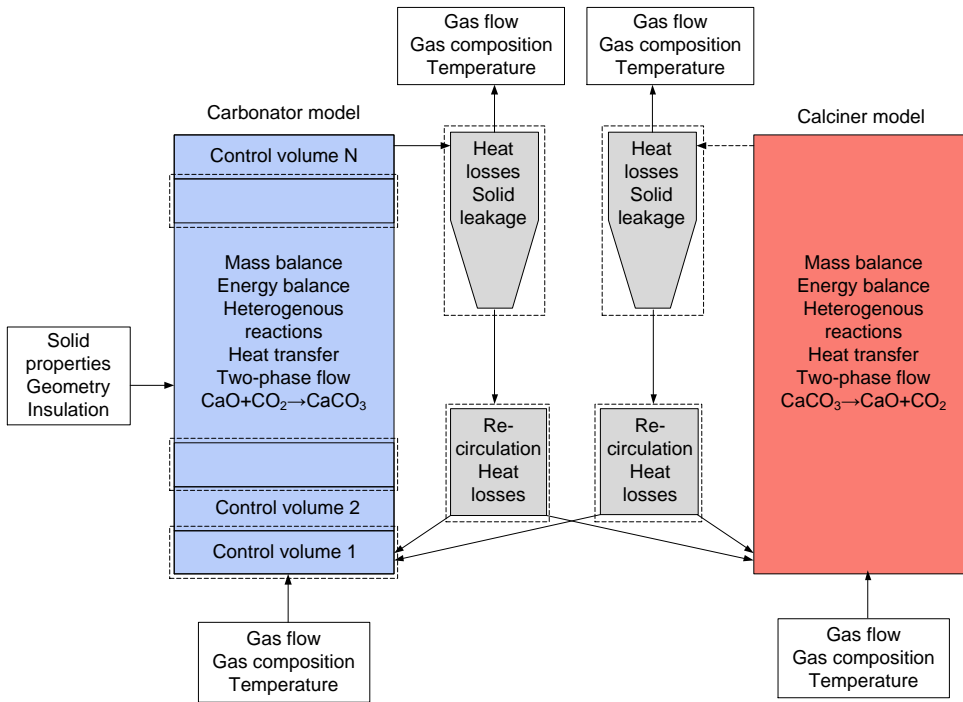 Gas flow
Gas composition
Temperature
Gas flow
Gas composition
Temperature
Carbonator model
Calciner model
Control volume N
Heat
losses
Solid
leakage
Heat
losses
Solid
leakage
Mass balance
Energy balance
Heterogenous
reactions
Heat transfer
Two-phase flow
CaO+CO₂→CaCO₃
Mass balance
Energy balance
Heterogenous
reactions
Heat transfer
Two-phase flow
CaCO₃→CaO+CO₂
Solid
properties
Geometry
Insulation
Re-
circulation
Heat
losses
Re-
circulation
Heat
losses
Control volume 2
Control volume 1
Gas flow
Gas composition
Temperature
Gas flow
Gas composition
Temperature